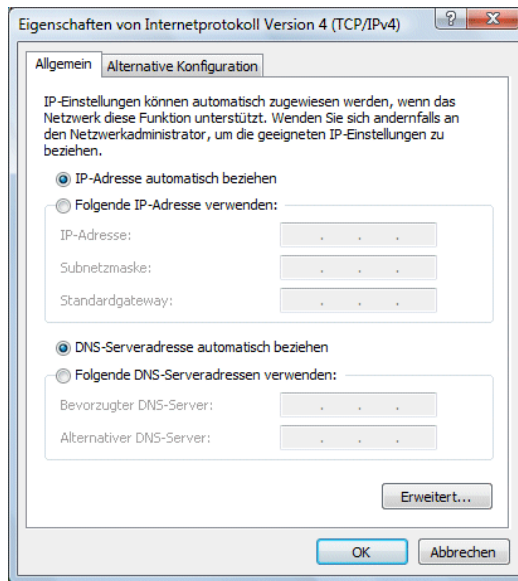 Eigenschaften von Internetprotokoll Version 4 (TCP/IPv4)
Allgemein
Alternative Konfiguration
IP-Einstellungen können automatisch zugewiesen werden, wenn das
Netzwerk diese Funktion unterstützt. Wenden Sie sich andernfalls an
den Netzwerkadministrator, um die geeigneten IP-Einstellungen zu
beziehen.
IP-Adresse automatisch beziehen
Folgende IP-Adresse verwenden:
IP-Adresse:
Subnetzmaske:
Standardgateway:
DNS-Serveradresse automatisch beziehen
Folgende DNS-Serveradressen verwenden:
Bevorzugter DNS-Server:
Alternativer DNS-Server:
Erweitert...
OK
Abbrechen